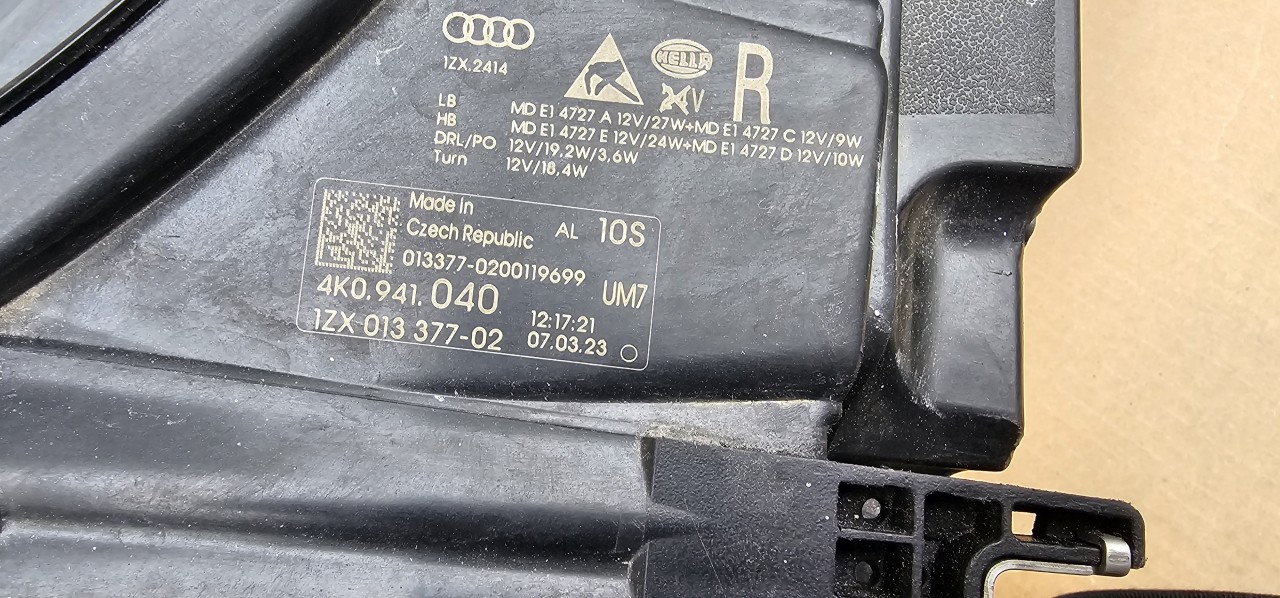 1ZX.2414
HELLA
24V
R
LB MD E1 4727 A 12V/27W+MD E1 4727 C 12V/9W
HB MD E1 4727 E 12V/24W+MD E1 4727 D 12V/10W
DRL/PO 12V/19,2W/3,6W
Turn 12V/18,4W
Made in
Czech Republic AL 10S
013377-0200119699
4K0.941.040 UM7
12:17:21
1ZX 013 377-02 07.03.23